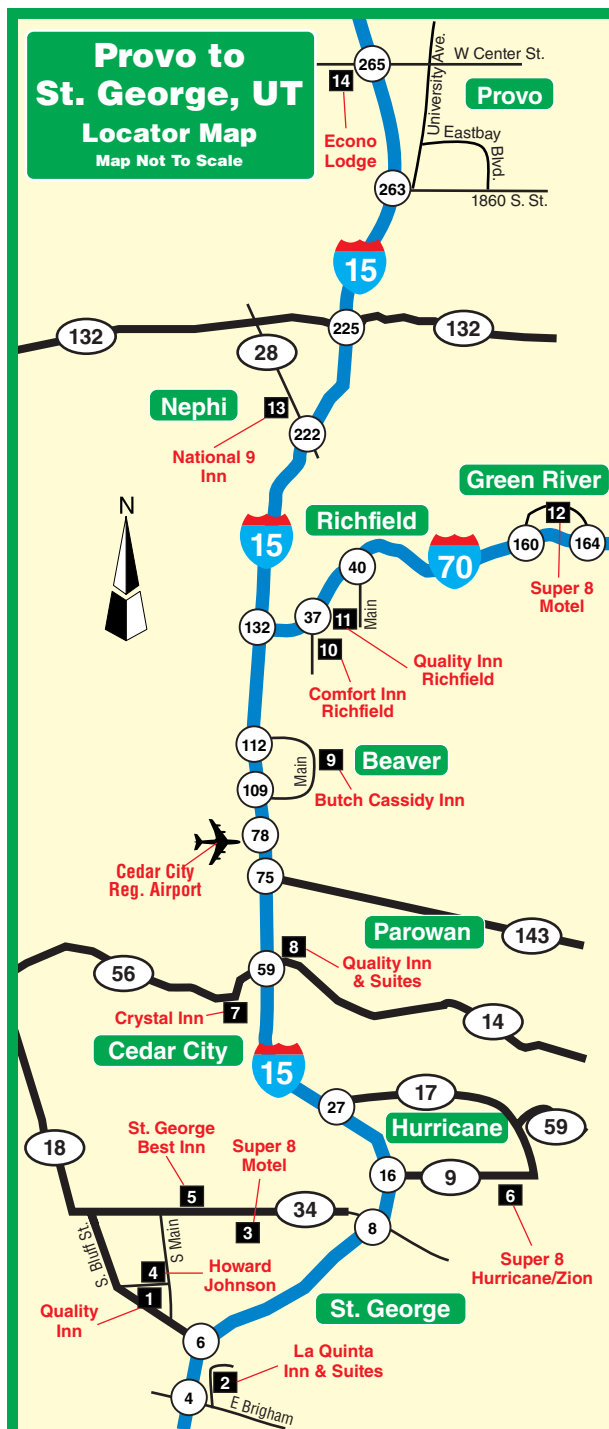 Provo to
St. George, UT
Locator Map
Map Not To Scale
265
W Center St.
14
Econo
Lodge
University Ave.
Provo
Eastbay
Blvd.
263
1860 S. St.
15
132
225
132
28
Nephi
13
222
National 9
Inn
N
Green River
12
160
164
Super 8
Motel
Richfield
15
70
40
Main
37
132
11
10
Quality Inn
Richfield
Comfort Inn
Richfield
112
Main
9
Beaver
109
Butch Cassidy Inn
78
Cedar City
Reg. Airport
75
Parowan
143
8
59
Quality Inn
& Suites
56
7
Crystal Inn
14
Cedar City
15
27
17
Hurricane
59
18
St. George
Best Inn
5
Super 8
Motel
3
34
16
9
6
8
Super 8
Hurricane/Zion
S. Buff St.
S Main
4
Howard
Johnson
1
Quality
Inn
St. George
6
La Quinta
Inn & Suites
2
4
E Brigham